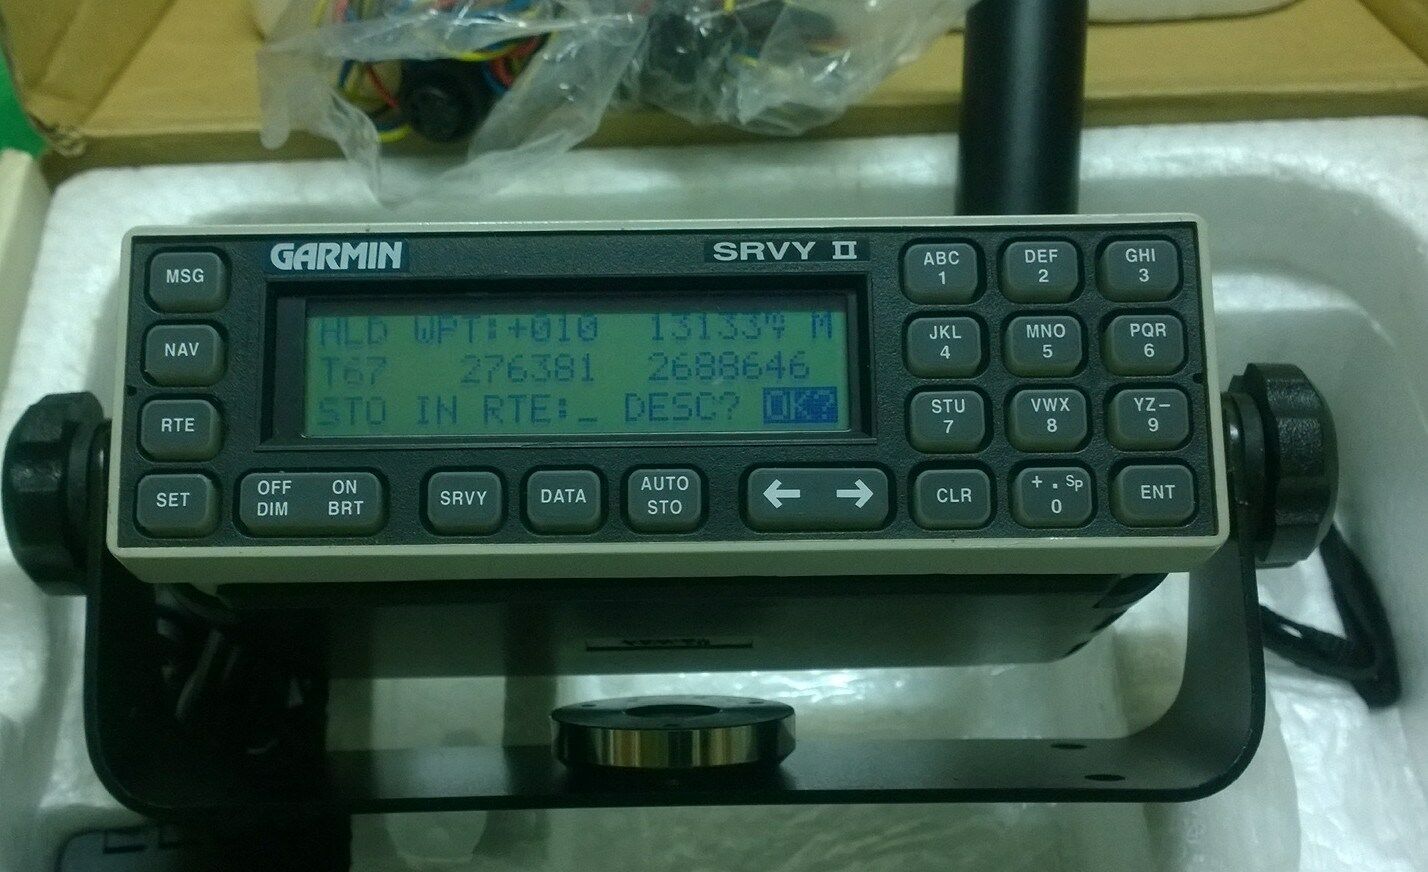 GARMIN
SRVY II
MSG
NAV
RTE
SET
HLD WPT:+010 131334 M
T67 276381 2688646
STO IN RTE:_ DESC? OK?
OFF ON
DIM BRT
SRVY
DATA
AUTO
STO
← →
ABC
1
DEF
2
GHI
3
JKL
4
MNO
5
PQR
6
STU
7
VWX
8
YZ–
9
CLR
+ . SP
0
ENT